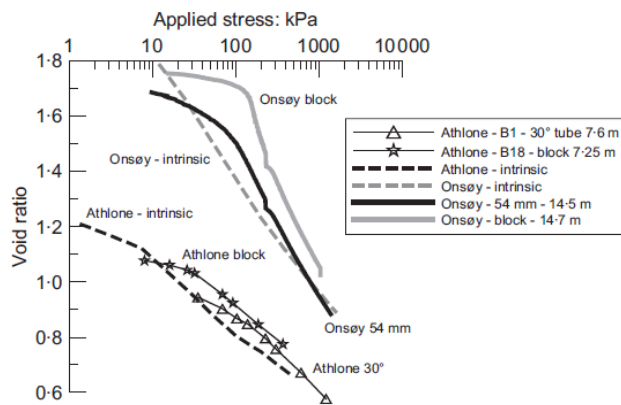 Applied stress: kPa
1 10 100 1000 10 000
1·8
1·6
1·4
1·2
1·0
0·8
0·6
Void ratio
Onsøy block
Onsøy - intrinsic
Athlone - intrinsic
Athlone block
Onsøy 54 mm
Athlone 30°
Athlone - B1 - 30° tube 7·6 m
Athlone - B18 - block 7·25 m
Athlone - intrinsic
Onsøy - intrinsic
Onsøy - 54 mm - 14·5 m
Onsøy - block - 14·7 m